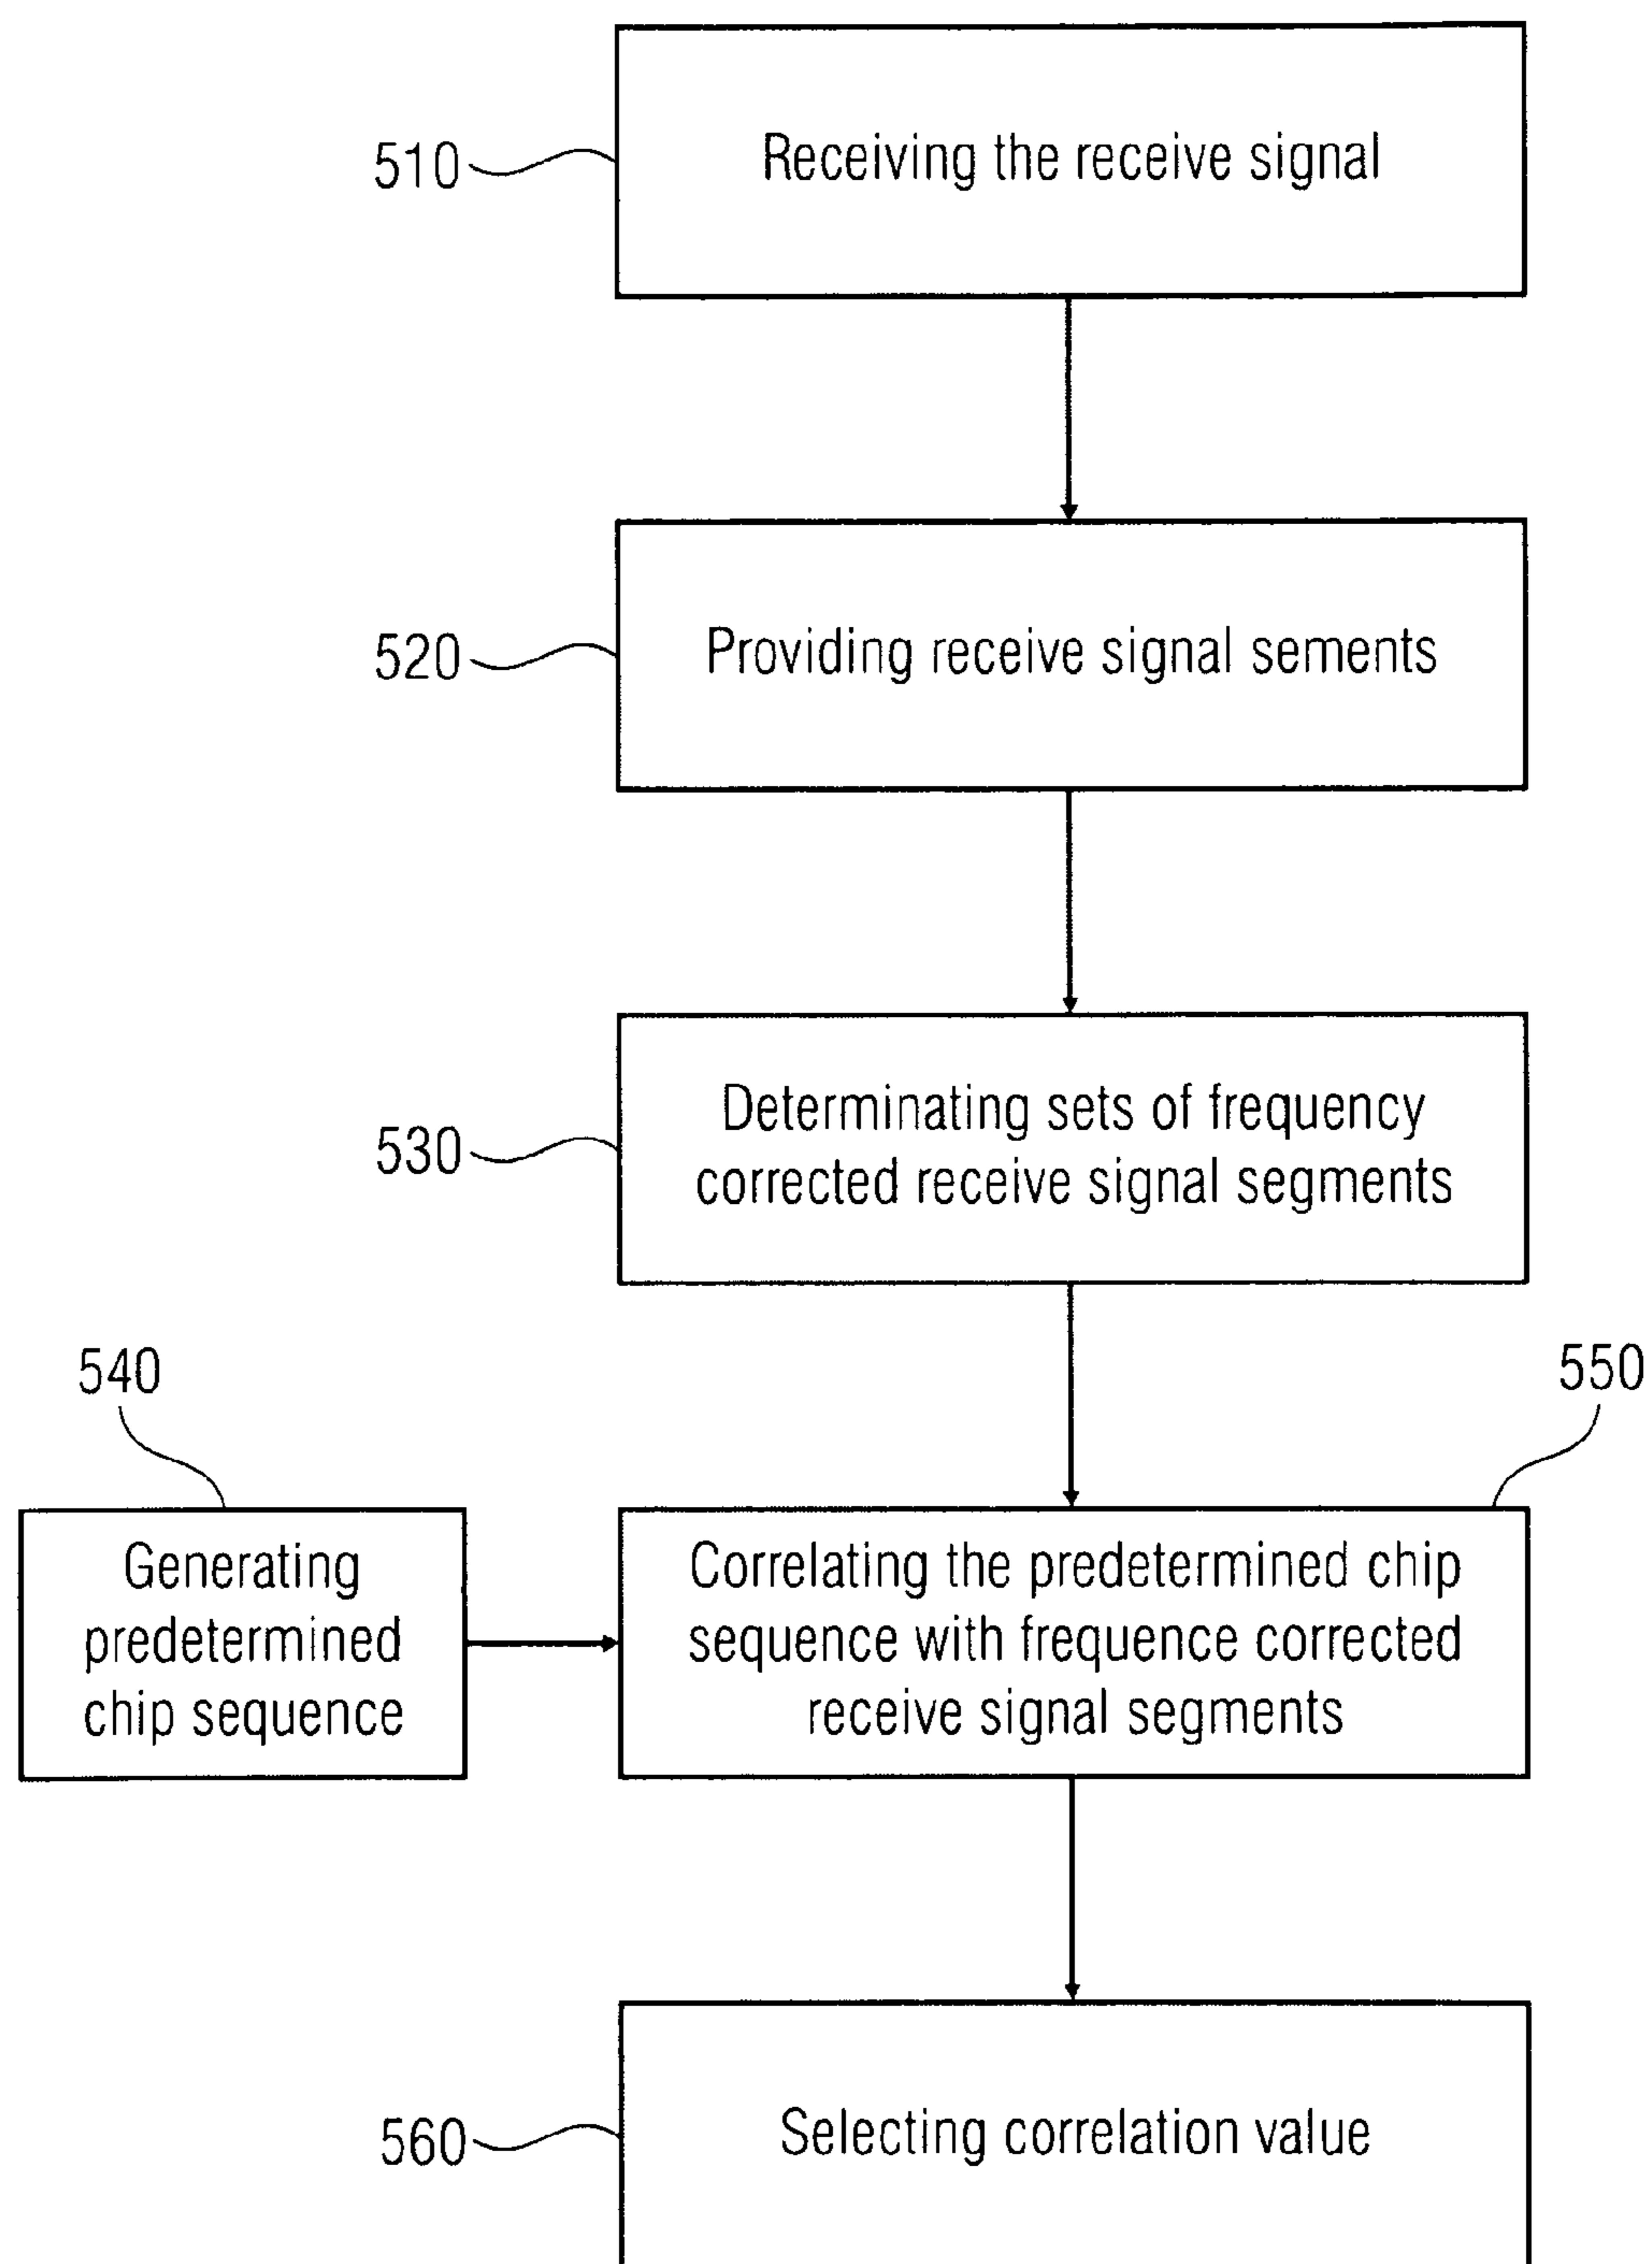 510
Receiving the receive signal
520
Providing receive signal sements
530
Determinating sets of frequency
corrected receive signal segments
540
550
Generating
predetermined
chip sequence
Correlating the predetermined chip
sequence with frequence corrected
receive signal segments
560
Selecting correlation value